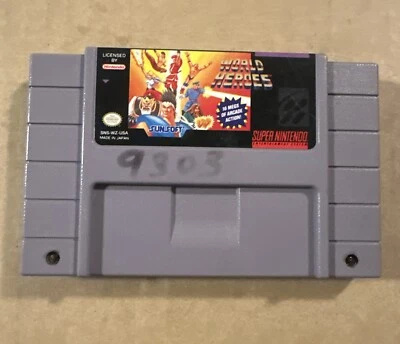 LICENSED
BY
Nintendo
WORLD
HEROES
16 MEGS
OF ARCADE
ACTION!
SUNSOFT
SNS-WZ-USA
MADE IN JAPAN
SUPER NINTENDO
9303